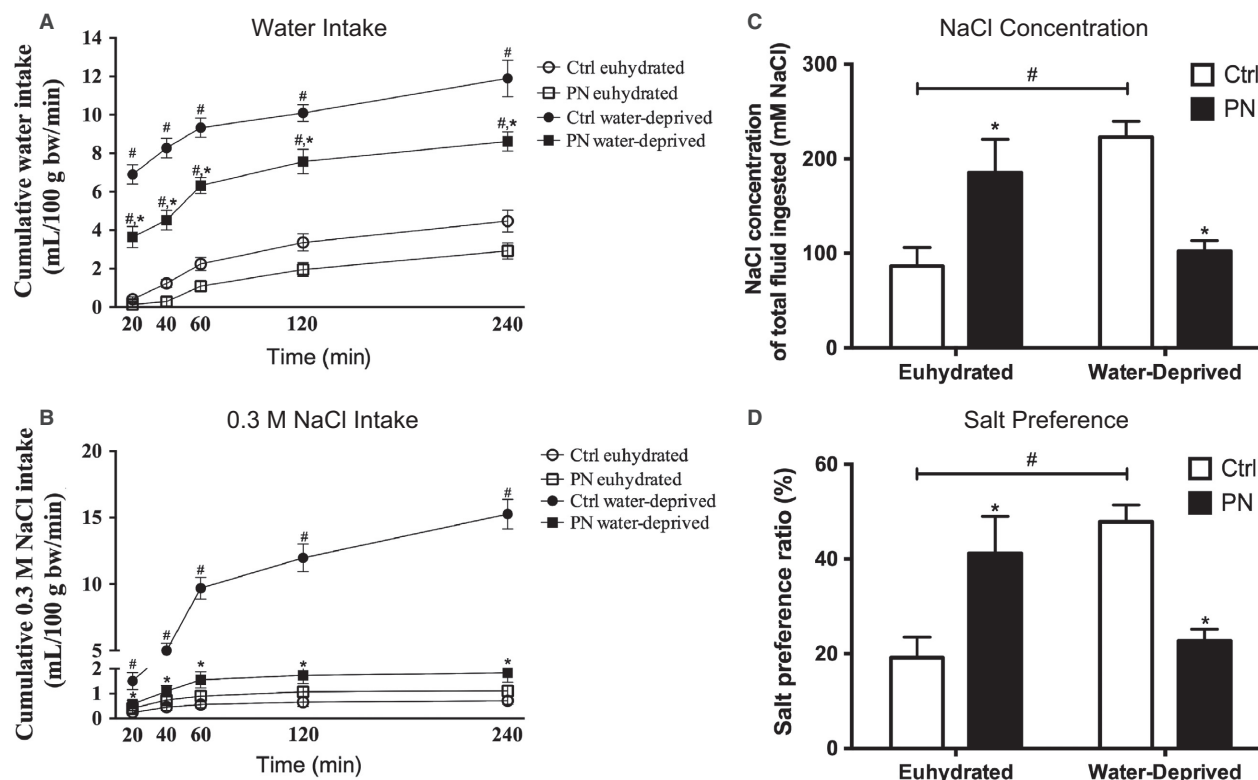 A
Water Intake
Cumulative water intake
(mL/100 g bw/min)
14
12
10
8
6
4
2
0
#
#
#
#
#
#,*
#,*
#,*
#,*
#,*
20
40
60
120
240
Time (min)
Ctrl euhydrated
PN euhydrated
Ctrl water-deprived
PN water-deprived
B
0.3 M NaCl Intake
Cumulative 0.3 M NaCl intake
(mL/100 g bw/min)
20
15
10
5
2
1
0
#
#
#
#
#
*
*
*
*
*
20
40
60
120
240
Time (min)
Ctrl euhydrated
PN euhydrated
Ctrl water-deprived
PN water-deprived
C
NaCl Concentration
NaCl concentration
of total fluid ingested (mM NaCl)
300
200
100
0
#
*
*
Ctrl
PN
Euhydrated
Water-Deprived
D
Salt Preference
Salt preference ratio (%)
60
40
20
0
#
*
*
Ctrl
PN
Euhydrated
Water-Deprived